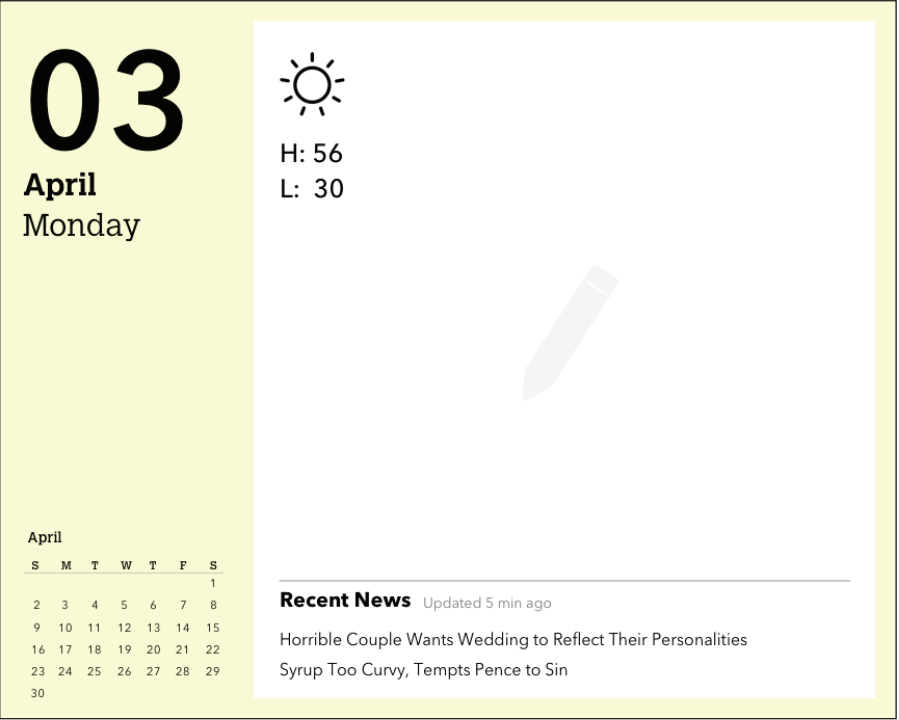 03
April
Monday
H: 56
L: 30
April
S M T W T F S
1
2 3 4 5 6 7 8
9 10 11 12 13 14 15
16 17 18 19 20 21 22
23 24 25 26 27 28 29
30
Recent News Updated 5 min ago
Horrible Couple Wants Wedding to Reflect Their Personalities
Syrup Too Curvy, Tempts Pence to Sin